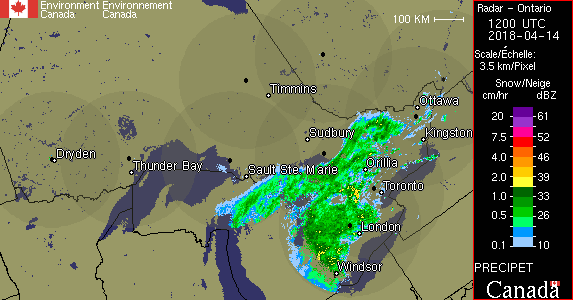 Environment Environnement
Canada Canada
100 KM
Timmins
Ottawa
Sudbury
Kingston
Dryden
Thunder Bay
Sault Ste. Marie
Orillia
Toronto
London
Windsor
Radar - Ontario
1200 UTC
2018-04-14
Scale/Échelle:
3.5 km/Pixel
Snow/Neige
cm/hr dBZ
20 61
7.5 52
4.0 46
2.0 39
1.0 33
0.5 26
0.1 10
PRECIPET
Canada